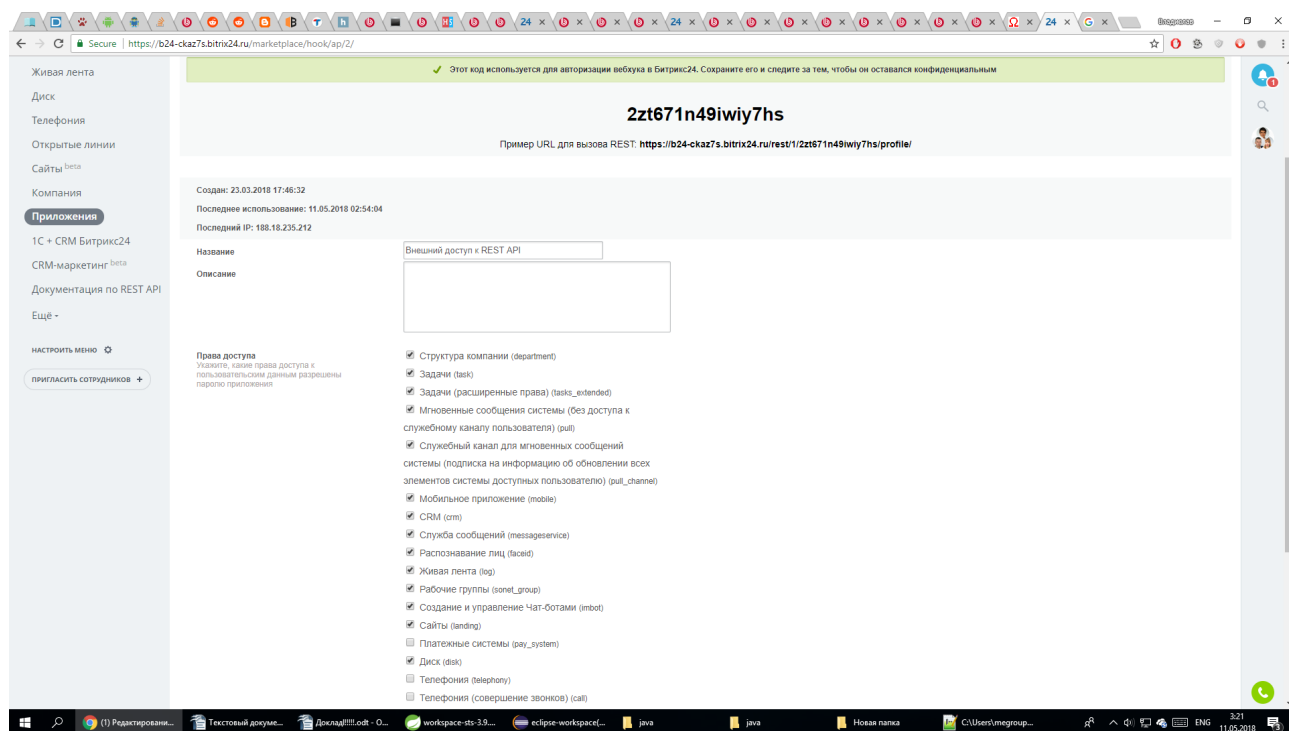 24
24
24
Владислав
Secure | https://b24-ckaz7s.bitrix24.ru/marketplace/hook/ap/2/
Живая лента
Диск
Телефония
Открытые линии
Сайты beta
Компания
Приложения
1С + CRM Битрикс24
CRM-маркетинг beta
Документация по REST API
Ещё
НАСТРОИТЬ МЕНЮ
ПРИГЛАСИТЬ СОТРУДНИКОВ +
Этот код используется для авторизации вебхука в Битрикс24. Сохраните его и следите за тем, чтобы он оставался конфиденциальным
2zt671n49iwiy7hs
Пример URL для вызова REST: https://b24-ckaz7s.bitrix24.ru/rest/1/2zt671n49iwiy7hs/profile/
Создан: 23.03.2018 17:46:32
Последнее использование: 11.05.2018 02:54:04
Последний IP: 188.18.235.212
Название
Внешний доступ к REST API
Описание
Права доступа
Укажите, какие права доступа к
пользовательским данным разрешены
паролю приложения
Структура компании (department)
Задачи (task)
Задачи (расширенные права) (tasks_extended)
Мгновенные сообщения системы (без доступа к
служебному каналу пользователя) (pull)
Служебный канал для мгновенных сообщений
системы (подписка на информацию об обновлении всех
элементов системы доступных пользователю) (pull_channel)
Мобильное приложение (mobile)
CRM (crm)
Служба сообщений (messageservice)
Распознавание лиц (faceid)
Живая лента (log)
Рабочие группы (sonet_group)
Создание и управление Чат-ботами (imbot)
Сайты (landing)
Платежные системы (pay_system)
Диск (disk)
Телефония (telephony)
Телефония (совершение звонков) (call)
1
(1) Редактировани...
Текстовый докуме...
Доклад!!!!!.odt - O...
workspace-sts-3.9....
eclipse-workspace(...
java
java
Новая папка
C:\Users\megroup...
ENG
3:21
11.05.2018